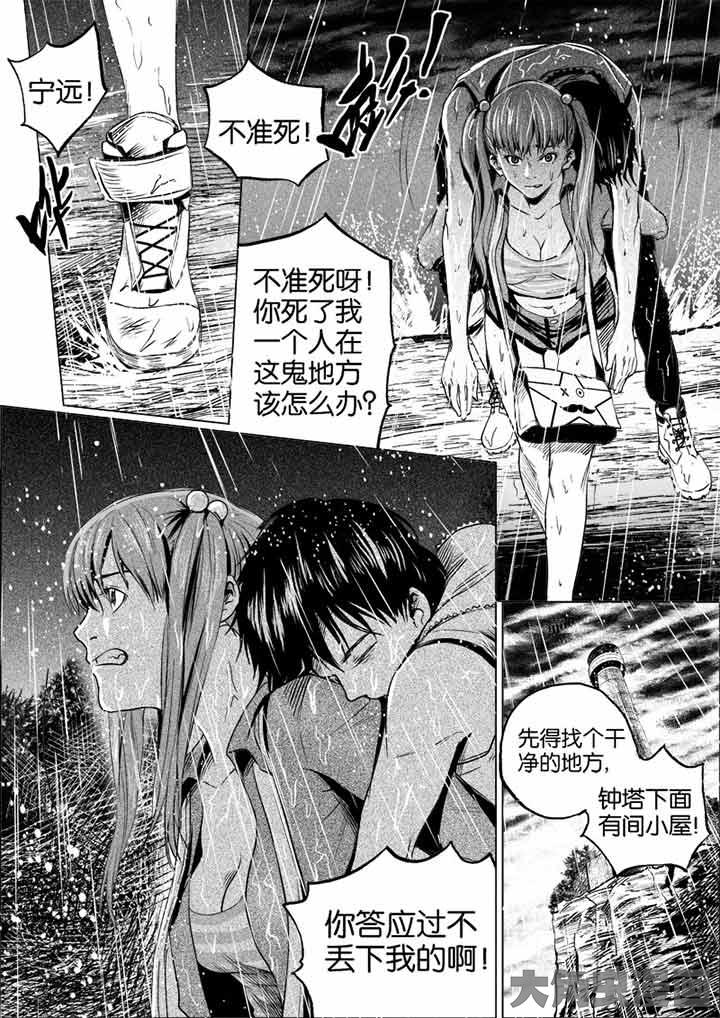 宁远！
不准死！
不准死呀！
你死了我
一个人在
这鬼地方
该怎么办？
先得找个干
净的地方，
钟塔下面
有间小屋！
你答应过不
丢下我的啊！